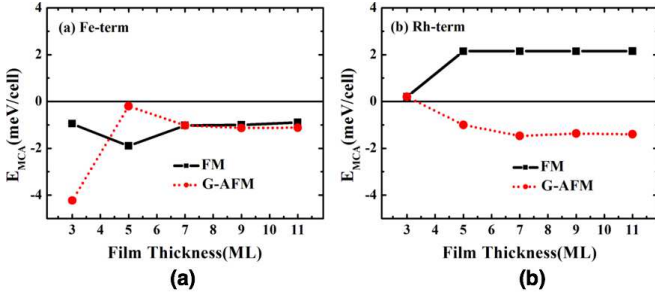 4
2
0
-2
-4
E_MCA(meV/cell)
(a) Fe-term
FM
G-AFM
3 4 5 6 7 8 9 10 11
Film Thickness(ML)
(a)
4
2
0
-2
-4
E_MCA(meV/cell)
(b) Rh-term
FM
G-AFM
3 4 5 6 7 8 9 10 11
Film Thickness(ML)
(b)